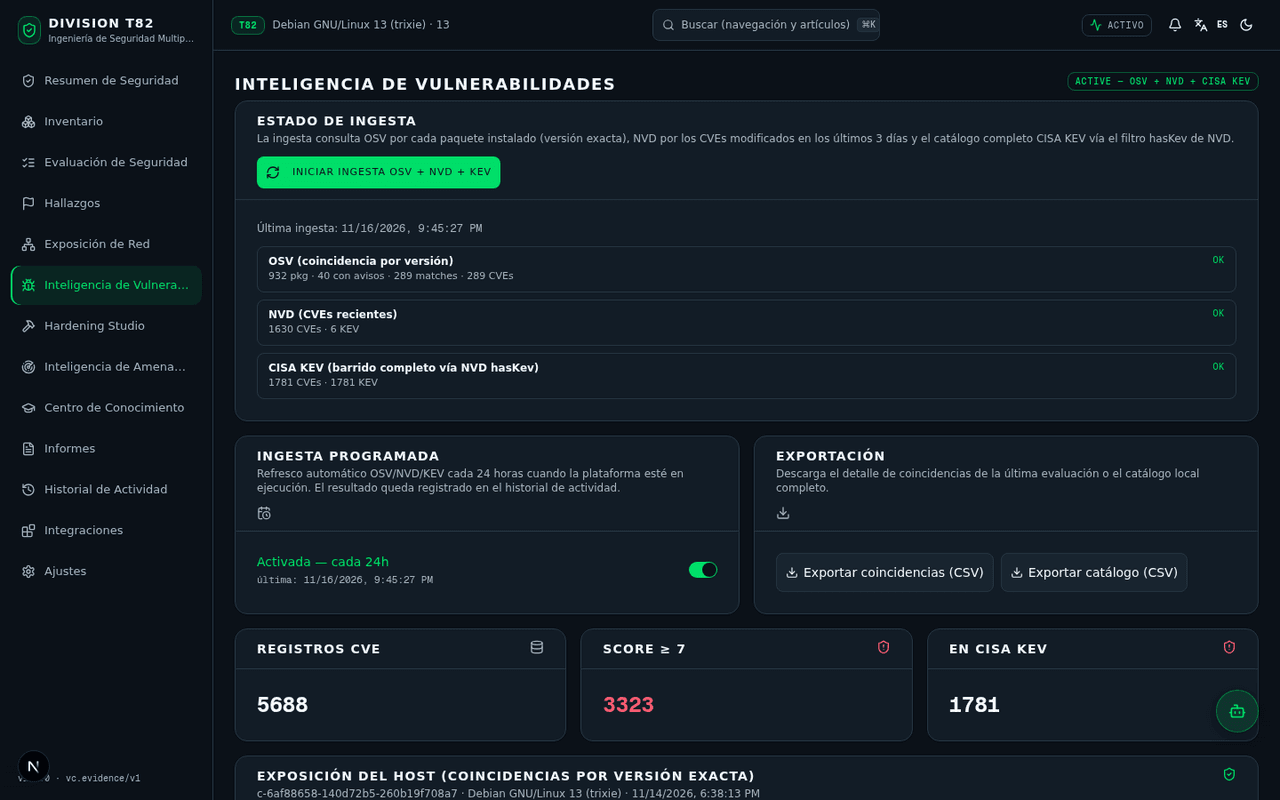 DIVISION T82
Ingeniería de Seguridad Multip...
Resumen de Seguridad
Inventario
Evaluación de Seguridad
Hallazgos
Exposición de Red
Inteligencia de Vulnera...
Hardening Studio
Inteligencia de Amena...
Centro de Conocimiento
Informes
Historial de Actividad
Integraciones
Ajustes
N
· vc.evidence/v1
T82 Debian GNU/Linux 13 (trixie) · 13
Buscar (navegación y artículos) ⌘K
ACTIVO
ES
INTELIGENCIA DE VULNERABILIDADES
ACTIVE — OSV + NVD + CISA KEV
ESTADO DE INGESTA
La ingesta consulta OSV por cada paquete instalado (versión exacta), NVD por los CVEs modificados en los últimos 3 días y el catálogo completo CISA KEV vía el filtro hasKev de NVD.
INICIAR INGESTA OSV + NVD + KEV
Última ingesta: 11/16/2026, 9:45:27 PM
OSV (coincidencia por versión)
OK
932 pkg · 40 con avisos · 289 matches · 289 CVEs
NVD (CVEs recientes)
OK
1630 CVEs · 6 KEV
CISA KEV (barrido completo vía NVD hasKev)
OK
1781 CVEs · 1781 KEV
INGESTA PROGRAMADA
Refresco automático OSV/NVD/KEV cada 24 horas cuando la plataforma esté en
ejecución. El resultado queda registrado en el historial de actividad.
Activada — cada 24h
última: 11/16/2026, 9:45:27 PM
EXPORTACIÓN
Descarga el detalle de coincidencias de la última evaluación o el catálogo local
completo.
Exportar coincidencias (CSV)
Exportar catálogo (CSV)
REGISTROS CVE
5688
SCORE ≥ 7
3323
EN CISA KEV
1781
EXPOSICIÓN DEL HOST (COINCIDENCIAS POR VERSIÓN EXACTA)
c-6af88658-140d72b5-260b19f708a7 · Debian GNU/Linux 13 (trixie) · 11/14/2026, 6:38:13 PM